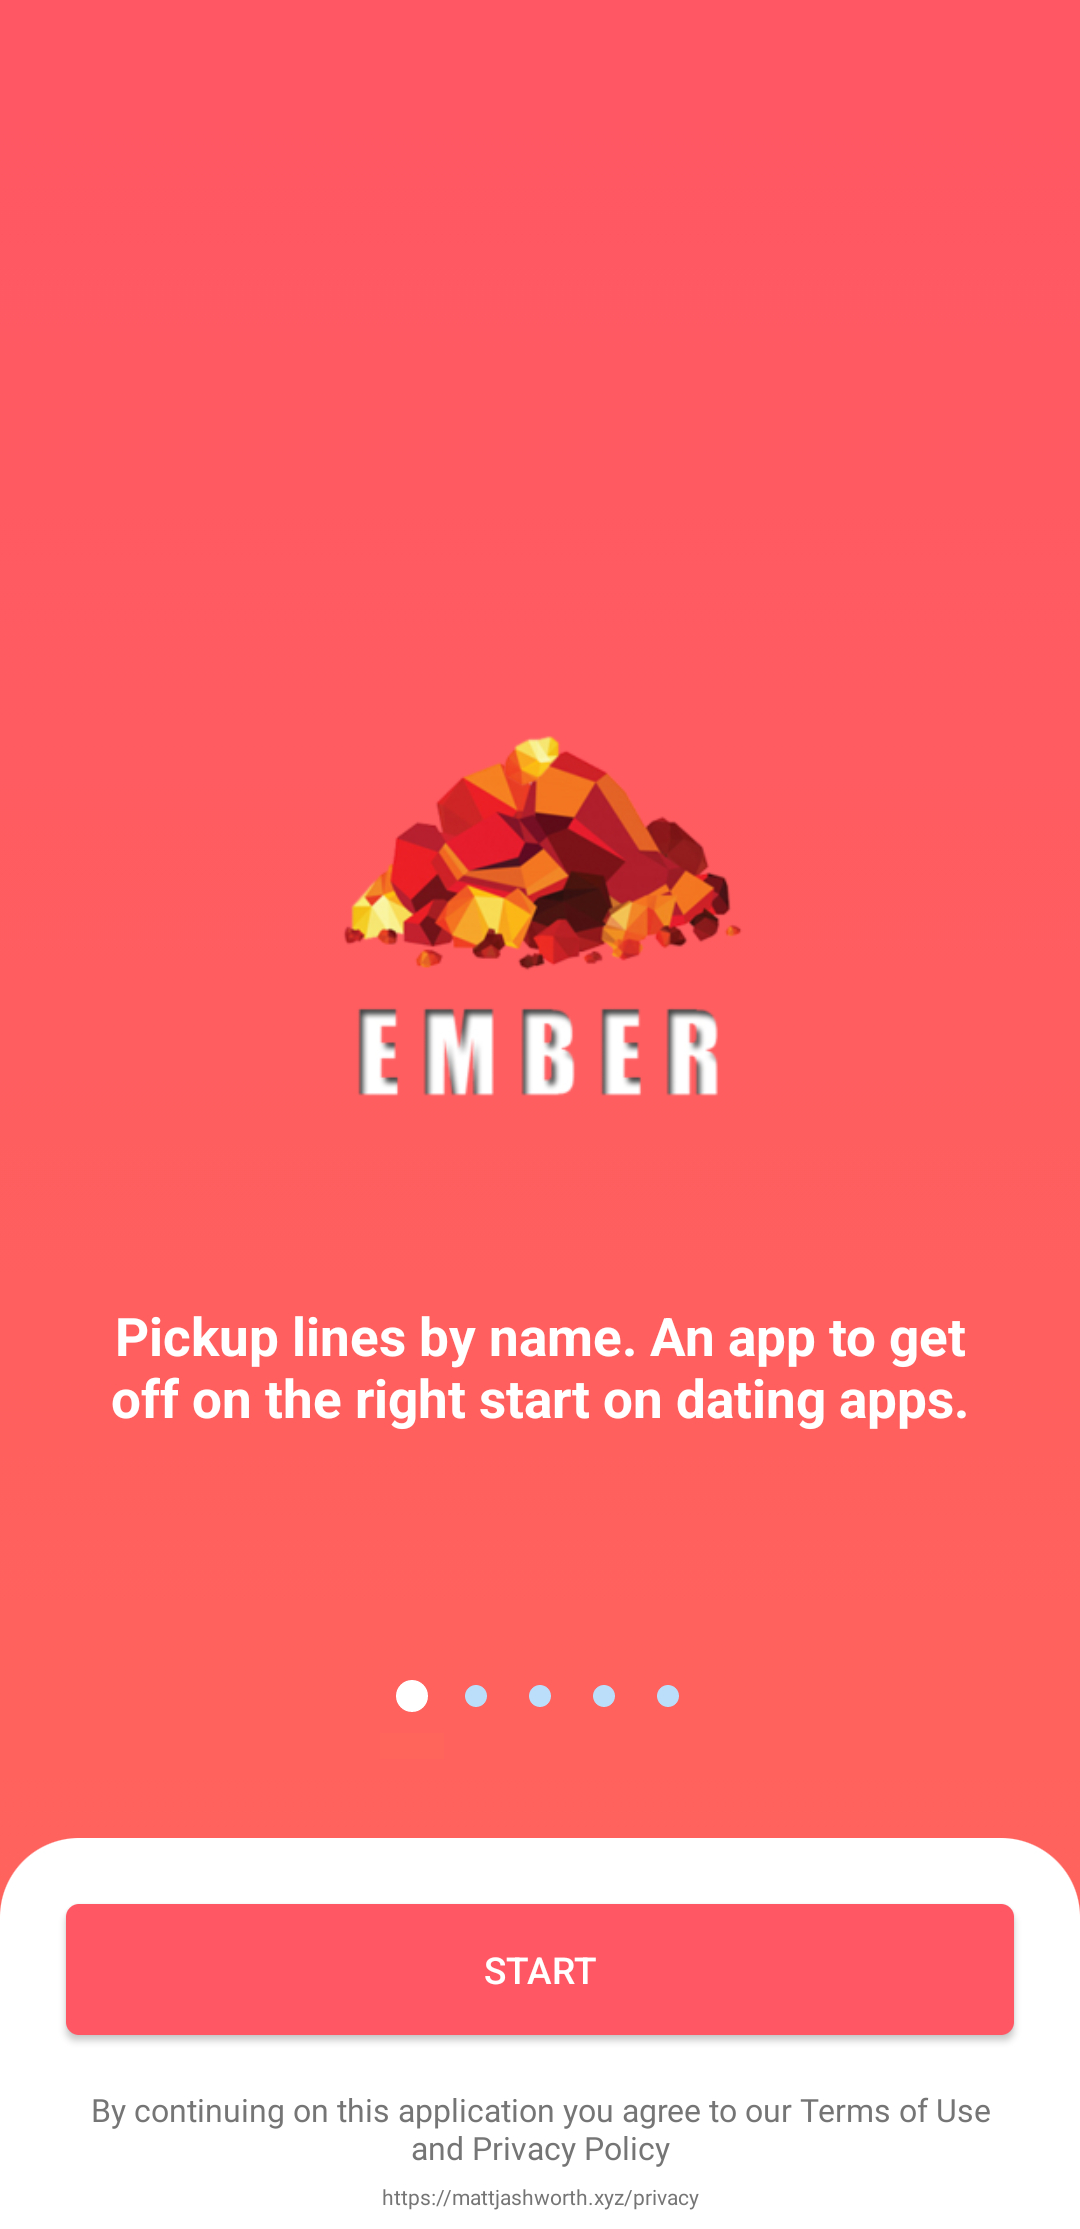 EMBER
Pickup lines by name. An app to get
off on the right start on dating apps.
START
By continuing on this application you agree to our Terms of Use
and Privacy Policy
https://mattjashworth.xyz/privacy